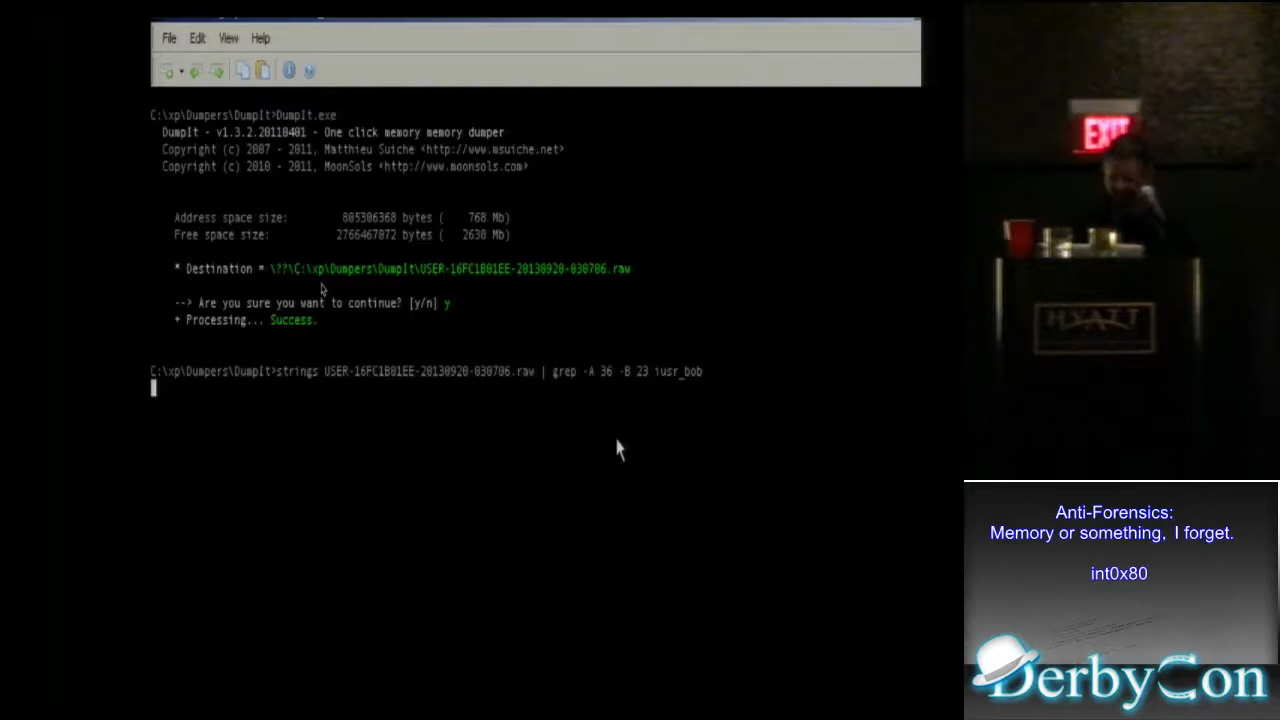 File Edit View Help
C:\xp\Dumpers\DumpIt>DumpIt.exe
DumpIt - v1.3.2.20110401 - One click memory memory dumper
Copyright (c) 2007 - 2011, Matthieu Suiche <http://www.msuiche.net>
Copyright (c) 2010 - 2011, MoonSols <http://www.moonsols.com>
Address space size: 805306368 bytes ( 768 Mb)
Free space size: 2766467072 bytes ( 2638 Mb)
* Destination = \??\C:\xp\Dumpers\DumpIt\USER-16FC1B01EE-20130920-030706.raw
--> Are you sure you want to continue? [y/n] y
+ Processing... Success.
C:\xp\Dumpers\DumpIt>strings USER-16FC1B01EE-20130920-030706.raw | grep -A 36 -B 23 iusr_bob
EXIT
HYATT
Anti-Forensics:
Memory or something, I forget.
int0x80
DerbyCon